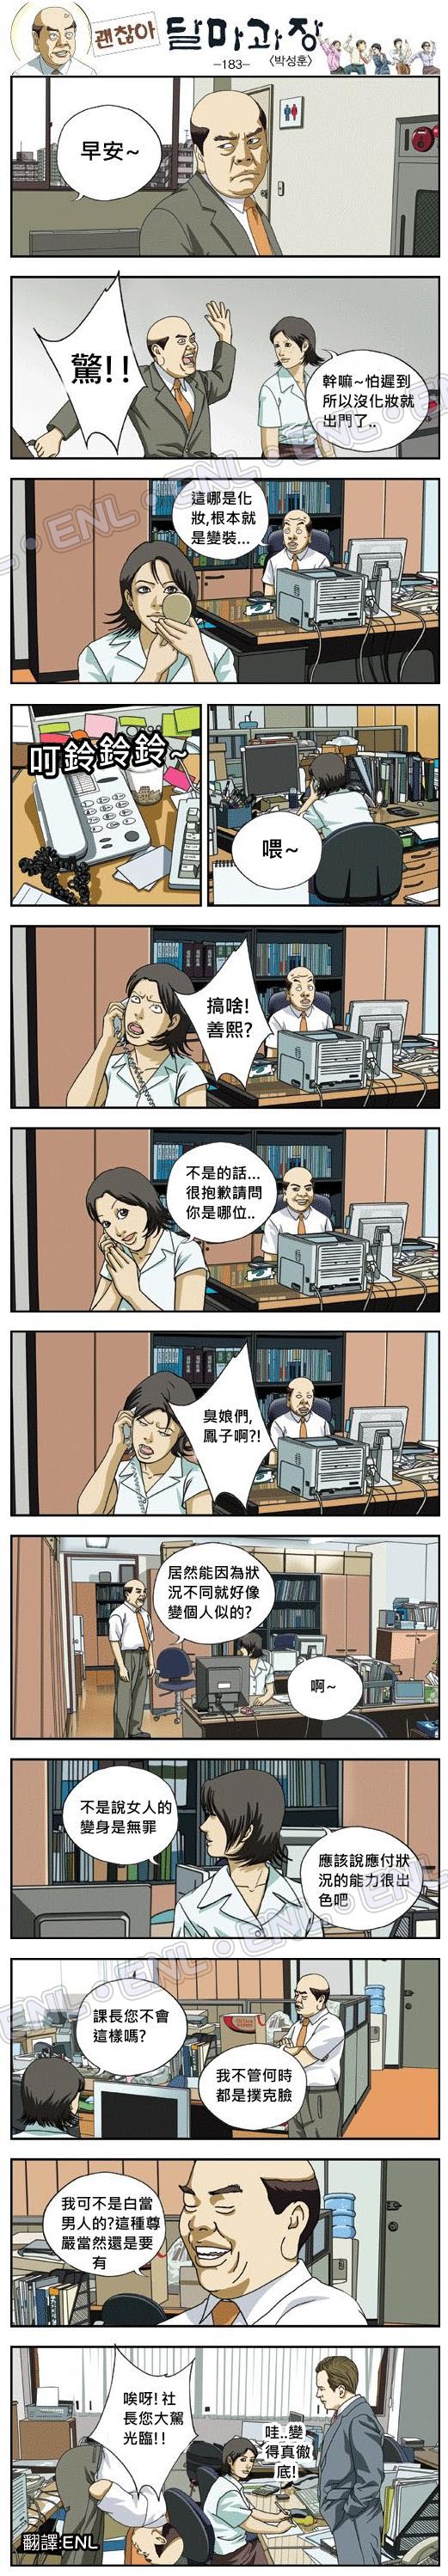 괜찮아
달마과장
-183-
<박성훈>
早安~
驚!!
幹嘛~怕遲到
所以沒化妝就
出門了..
ENL·ENL·ENL·ENL
這哪是化
妝,根本就
是變裝...
叮鈴鈴鈴~
喂~
搞啥!
善熙?
不是的話...
很抱歉請問
你是哪位..
臭娘們,
鳳子啊?!
居然能因為狀
況不同就好像
變個人似的?
啊~
不是說女人的
變身是無罪
應該說應付狀
況的能力很出
色吧
ENL·ENL·ENL·ENL
課長您不會
這樣嗎?
我不管何時
都是撲克臉
我可不是白當
男人的?這種尊
嚴當然還是要
有
唉呀!社
長您大駕
光臨!!
哇..變
得真徹
底!
翻譯:ENL